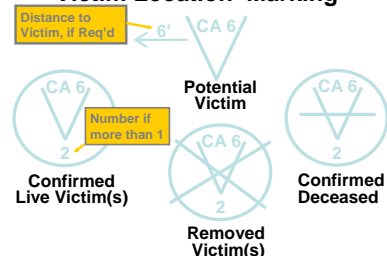 Victim Location Marking
Distance to
Victim, if Req'd
6'
CA 6
Potential
Victim
CA 6
Number if
more than 1
2
Confirmed
Live Victim(s)
CA 6
2
Removed
Victim(s)
CA 6
2
Confirmed
Deceased